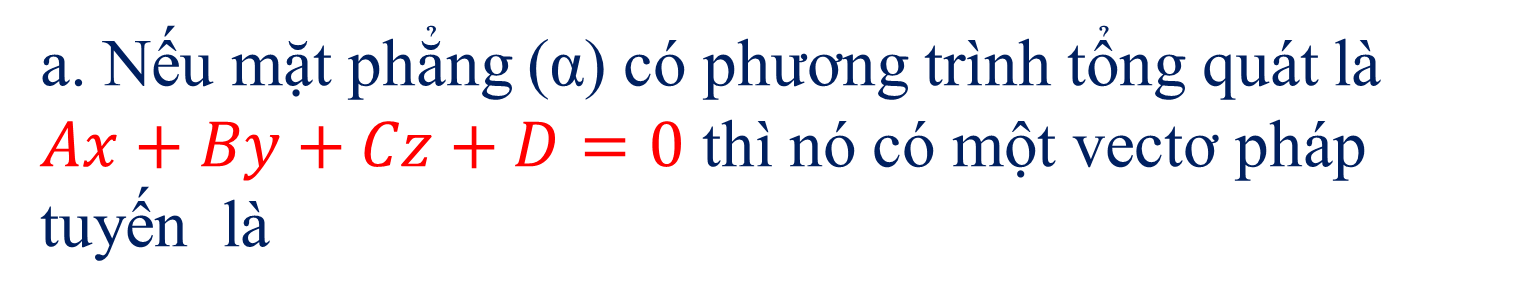 a. Nếu mặt phẳng (α) có phương trình tổng quát là
Ax + By + Cz + D = 0 thì nó có một vectơ pháp
tuyến là